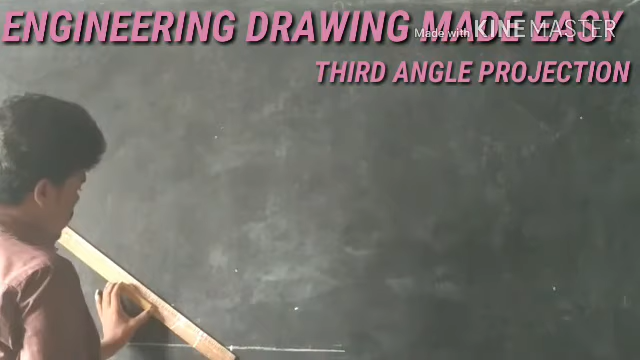 ENGINEERING DRAWING MADE EASY
Made with KINEMASTER
THIRD ANGLE PROJECTION